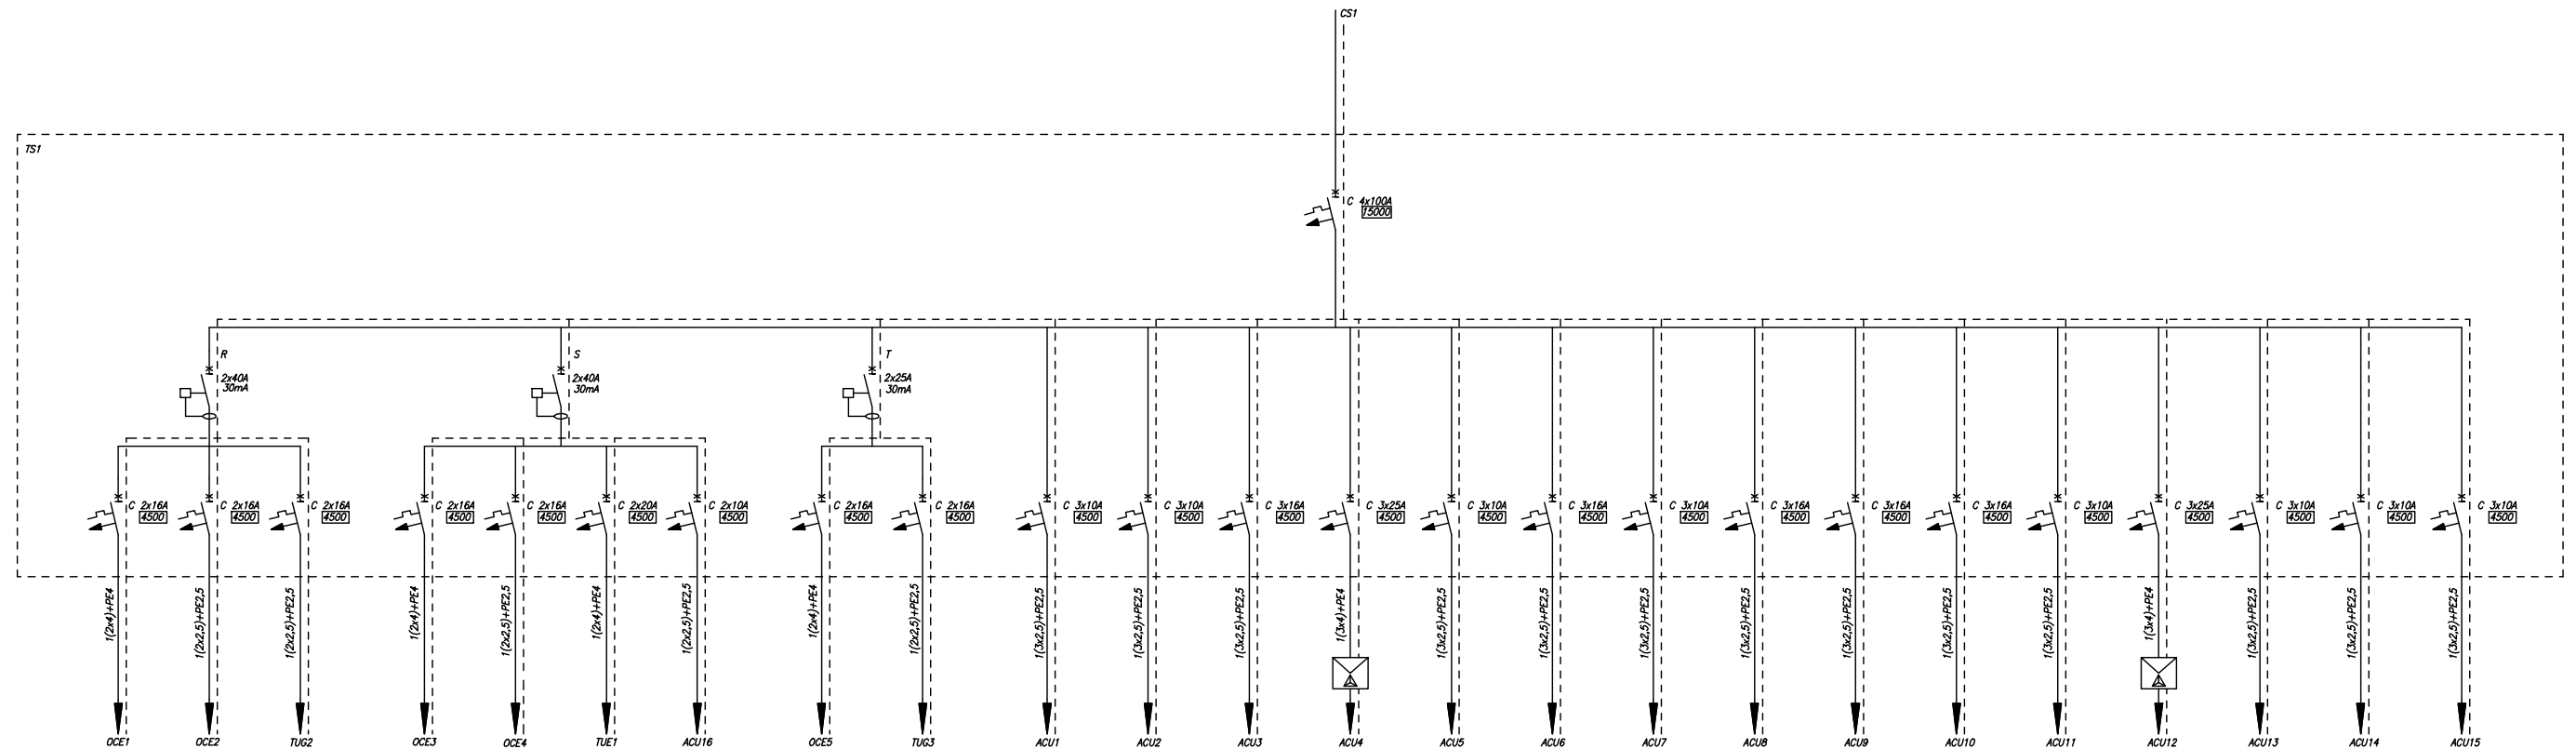 CS1
TS1
C 4x100A
15000
R
2x40A
30mA
S
2x40A
30mA
T
2x25A
30mA
C 2x16A
4500
C 2x16A
4500
C 2x16A
4500
C 2x16A
4500
C 2x16A
4500
C 2x20A
4500
C 2x10A
4500
C 2x16A
4500
C 2x16A
4500
C 3x10A
4500
C 3x10A
4500
C 3x16A
4500
C 3x25A
4500
C 3x10A
4500
C 3x16A
4500
C 3x10A
4500
C 3x16A
4500
C 3x16A
4500
C 3x16A
4500
C 3x10A
4500
C 3x25A
4500
C 3x10A
4500
C 3x10A
4500
C 3x10A
4500
1(2x4)+PE4
1(2x2,5)+PE2,5
1(2x2,5)+PE2,5
1(2x4)+PE4
1(2x2,5)+PE2,5
1(2x4)+PE4
1(2x2,5)+PE2,5
1(2x4)+PE4
1(2x2,5)+PE2,5
1(3x2,5)+PE2,5
1(3x2,5)+PE2,5
1(3x2,5)+PE2,5
1(3x4)+PE4
1(3x2,5)+PE2,5
1(3x2,5)+PE2,5
1(3x2,5)+PE2,5
1(3x2,5)+PE2,5
1(3x2,5)+PE2,5
1(3x2,5)+PE2,5
1(3x2,5)+PE2,5
1(3x4)+PE4
1(3x2,5)+PE2,5
1(3x2,5)+PE2,5
1(3x2,5)+PE2,5
OCE1
OCE2
TUG2
OCE3
OCE4
TUE1
ACU16
OCE5
TUG3
ACU1
ACU2
ACU3
ACU4
ACU5
ACU6
ACU7
ACU8
ACU9
ACU10
ACU11
ACU12
ACU13
ACU14
ACU15